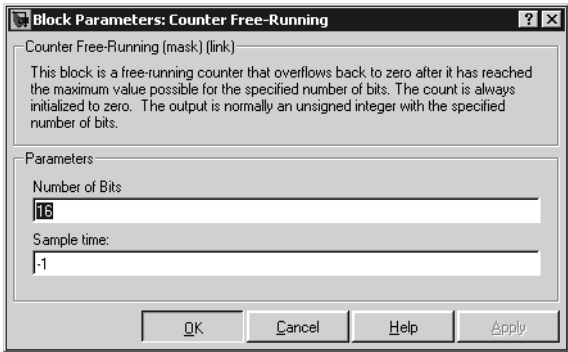 Block Parameters: Counter Free-Running
Counter Free-Running (mask) (link)
This block is a free-running counter that overflows back to zero after it has reached
the maximum value possible for the specified number of bits. The count is always
initialized to zero.  The output is normally an unsigned integer with the specified
number of bits.
Parameters
Number of Bits
16
Sample time:
-1
OK Cancel Help Apply